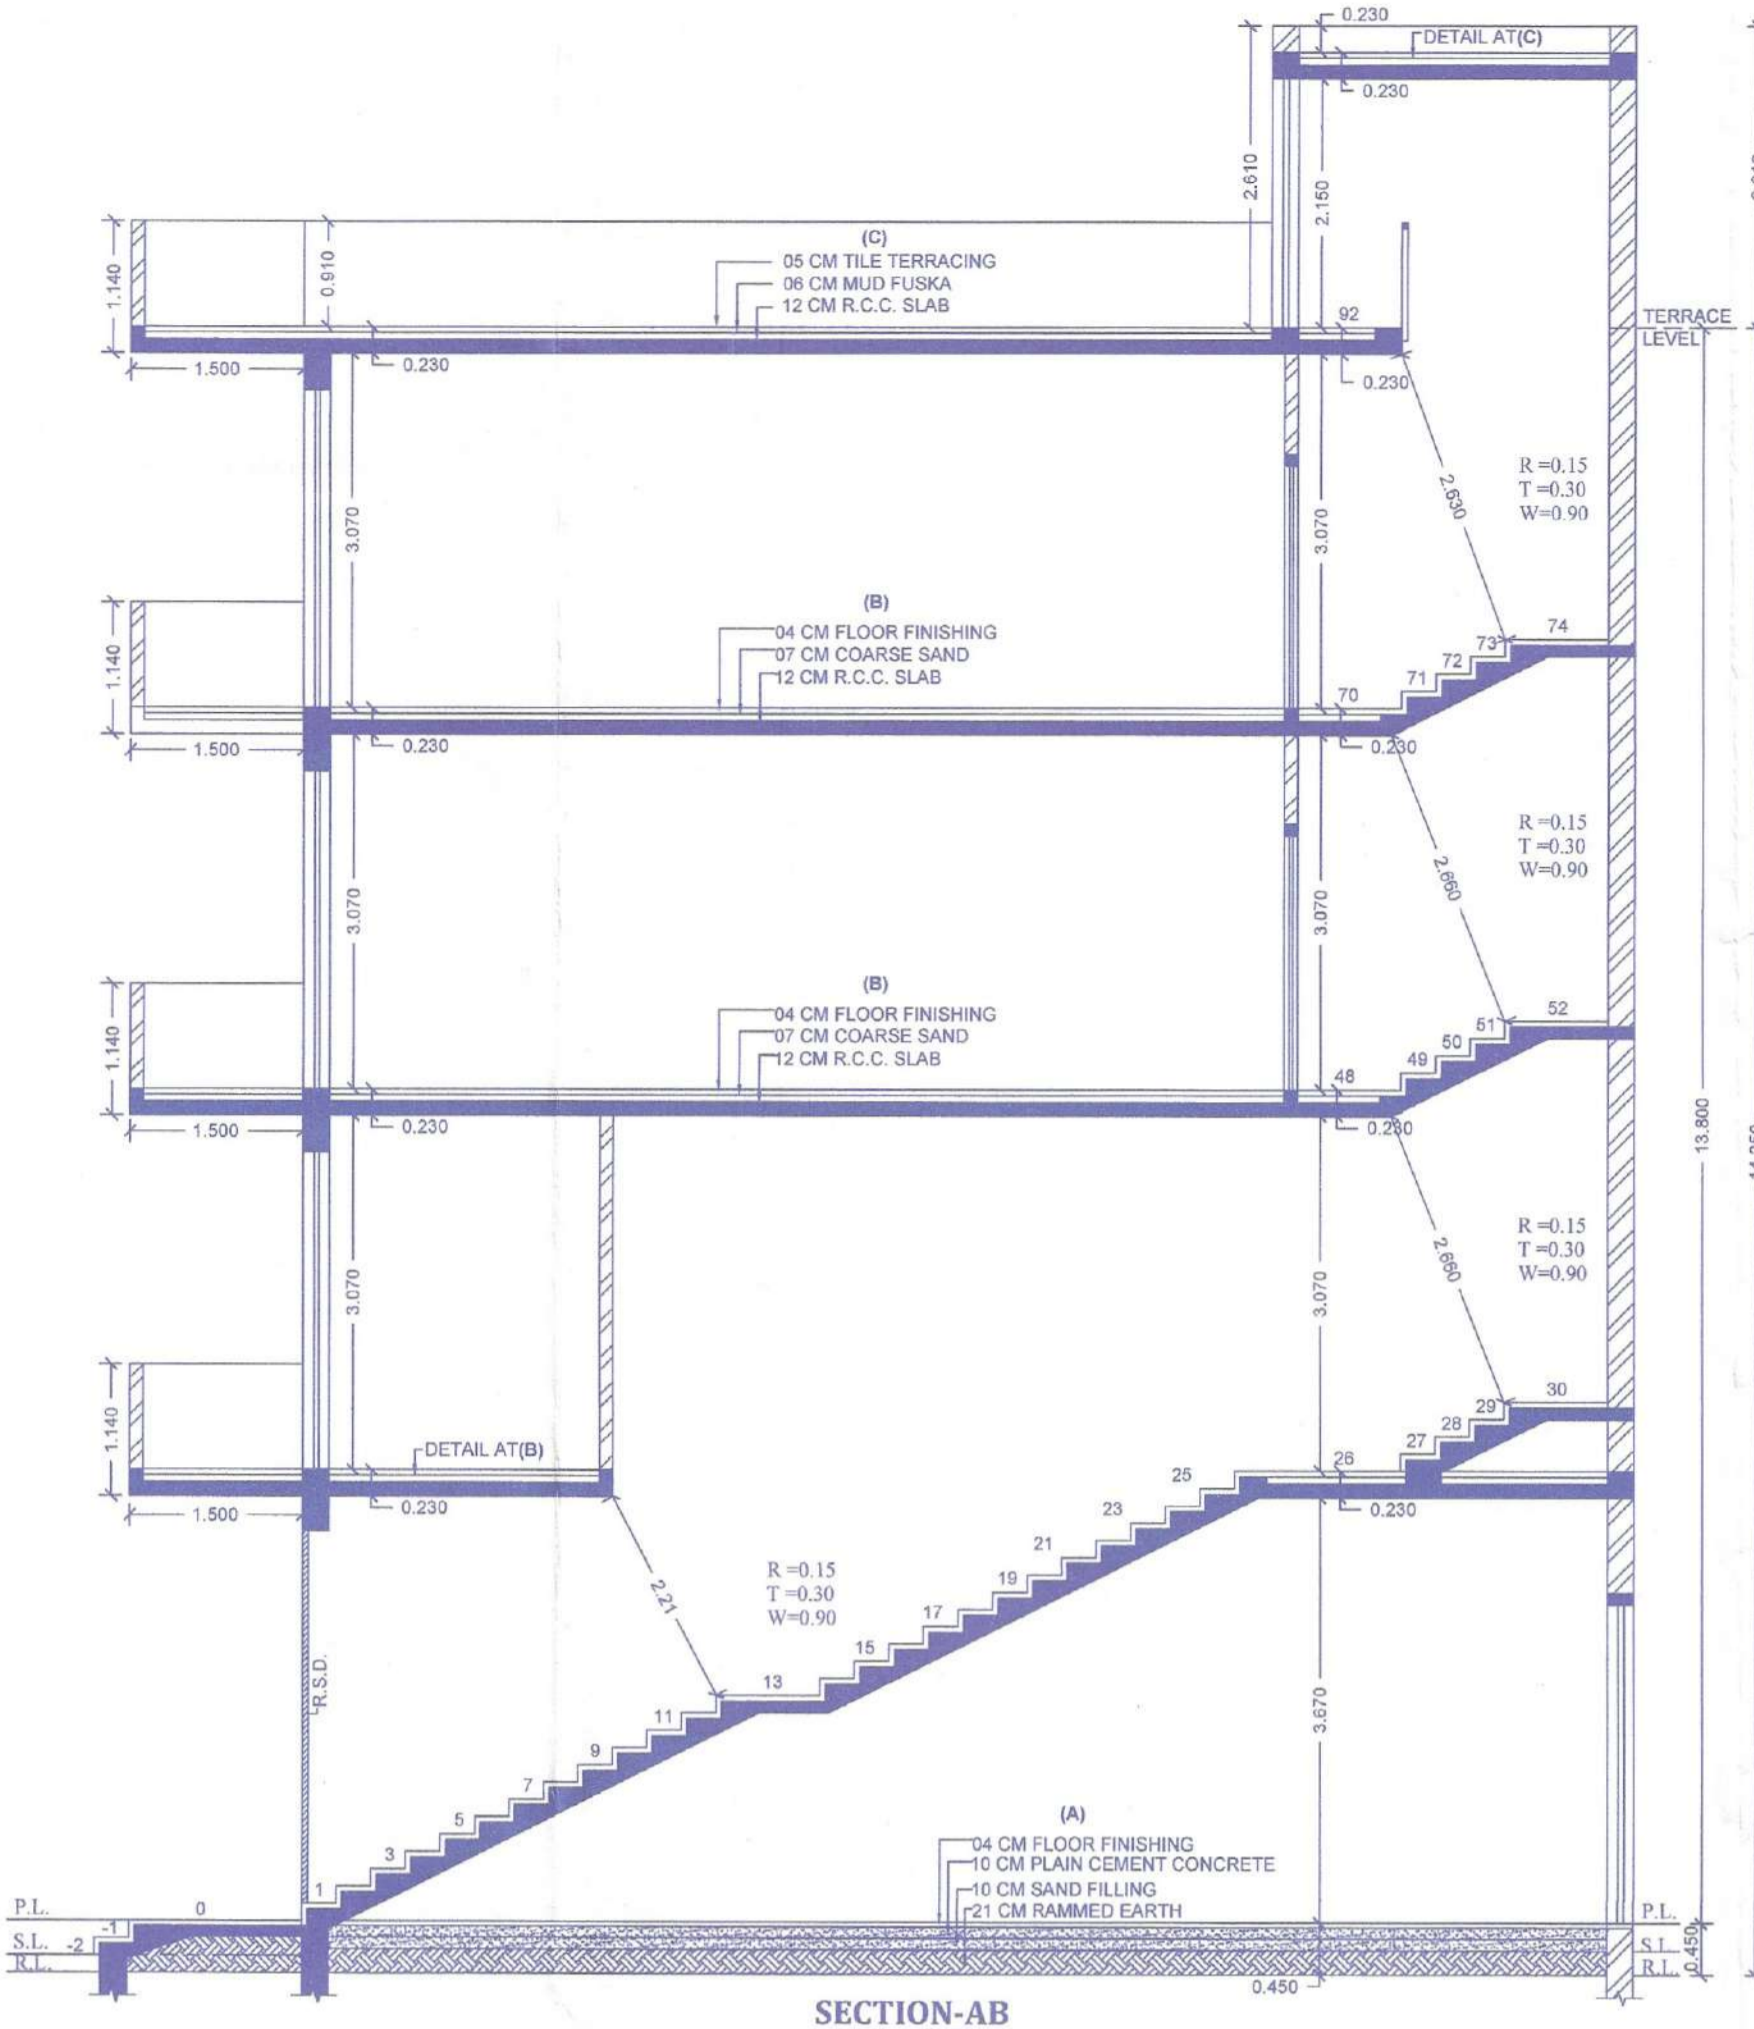 0.230
DETAIL AT(C)
0.230
2.610
2.150
1.140
0.910
(C)
05 CM TILE TERRACING
06 CM MUD FUSKA
12 CM R.C.C. SLAB
92
TERRACE
LEVEL
1.500
0.230
0.230
R =0.15
T =0.30
W=0.90
2.630
3.070
3.070
(B)
04 CM FLOOR FINISHING
07 CM COARSE SAND
12 CM R.C.C. SLAB
1.140
74
73
72
71
70
1.500
0.230
0.230
R =0.15
T =0.30
W=0.90
2.660
3.070
3.070
(B)
04 CM FLOOR FINISHING
07 CM COARSE SAND
12 CM R.C.C. SLAB
1.140
52
51
50
49
48
1.500
0.230
0.230
13.800
R =0.15
T =0.30
W=0.90
2.660
3.070
3.070
1.140
30
29
28
27
26
25
DETAIL AT(B)
1.500
0.230
0.230
23
21
19
17
15
13
R =0.15
T =0.30
W=0.90
2.21
R.S.D.
3.670
11
9
7
5
3
1
(A)
04 CM FLOOR FINISHING
10 CM PLAIN CEMENT CONCRETE
10 CM SAND FILLING
21 CM RAMMED EARTH
P.L.
0
-1
S.L.
-2
R.L.
P.L.
S.L.
R.L.
0.450
0.450
SECTION-AB